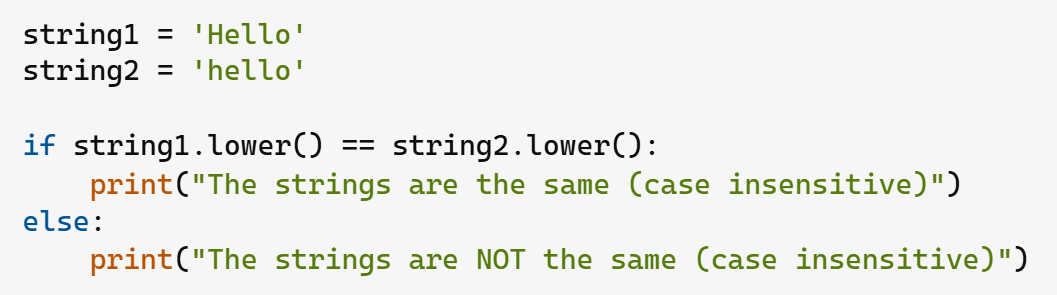 string1 = 'Hello'
string2 = 'hello'

if string1.lower() == string2.lower():
    print("The strings are the same (case insensitive)")
else:
    print("The strings are NOT the same (case insensitive)")